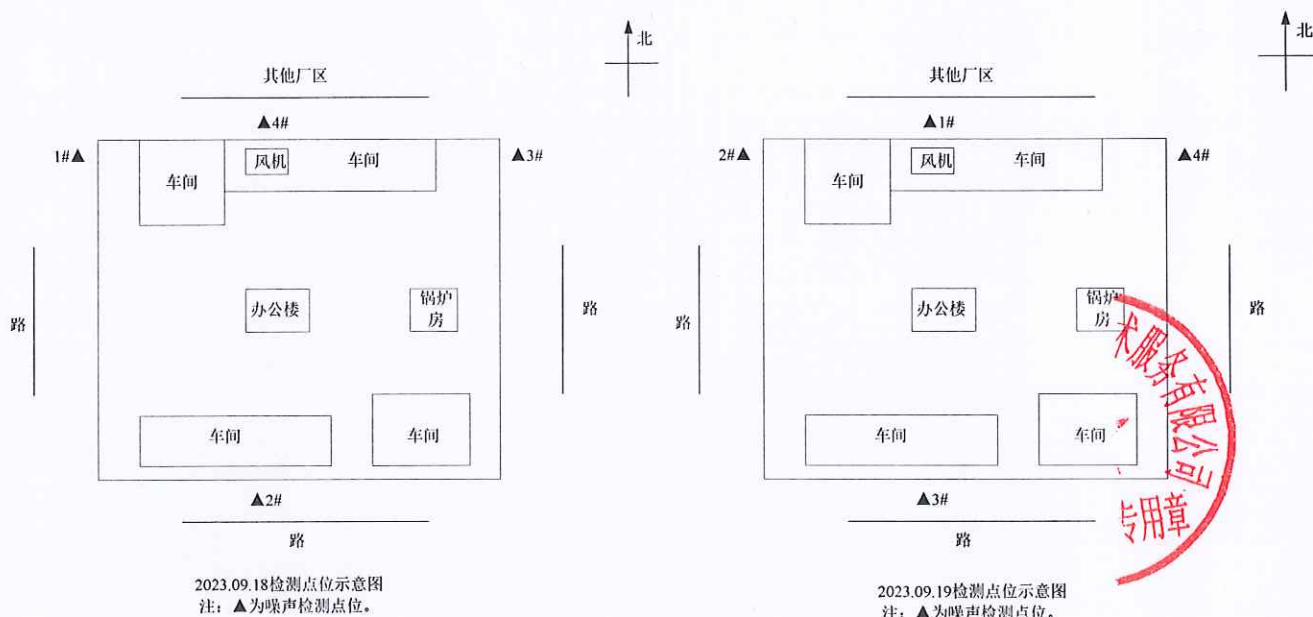 北
其他厂区
▲4#
1#▲
▲3#
车间
风机
车间
路
办公楼
锅炉
房
路
车间
车间
▲2#
路
2023.09.18检测点位示意图
注：▲为噪声检测点位。
北
其他厂区
▲1#
2#▲
▲4#
车间
风机
车间
路
办公楼
锅炉
房
路
车间
车间
▲3#
路
2023.09.19检测点位示意图
注：▲为噪声检测点位。
术服务有限公司
专用章